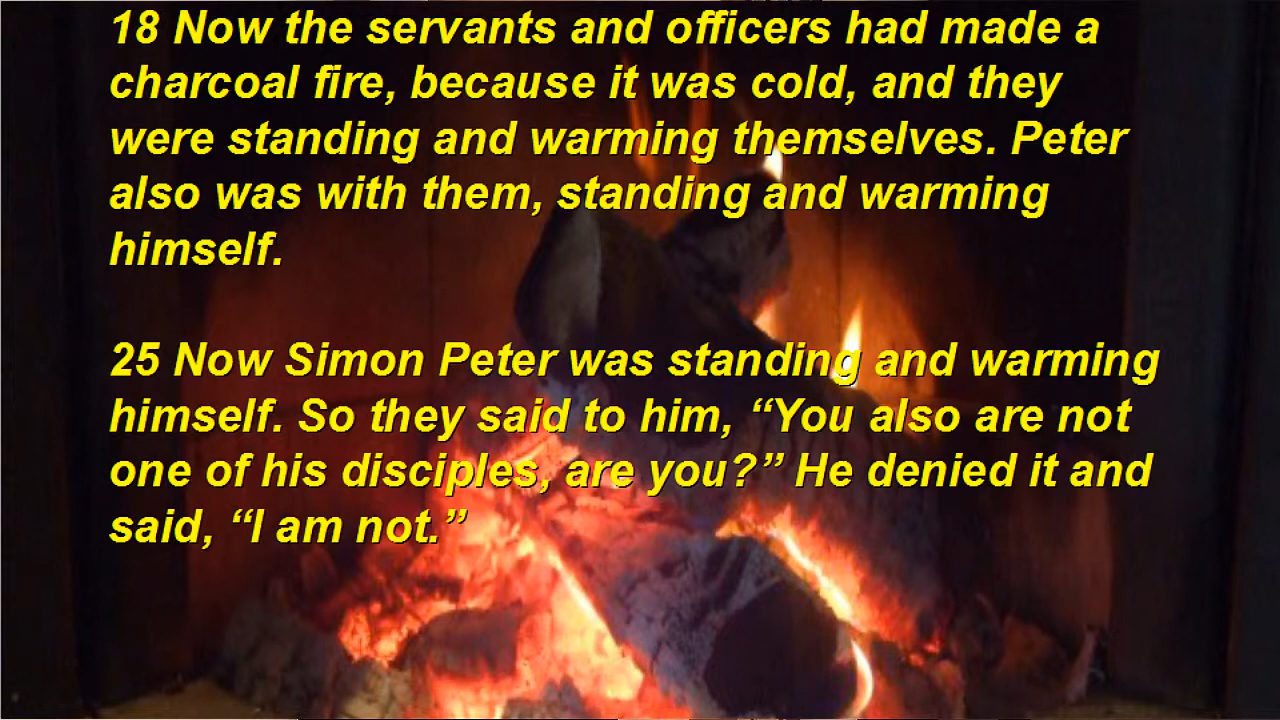 18 Now the servants and officers had made a
charcoal fire, because it was cold, and they
were standing and warming themselves. Peter
also was with them, standing and warming
himself.
25 Now Simon Peter was standing and warming
himself. So they said to him, “You also are not
one of his disciples, are you?” He denied it and
said, “I am not.”